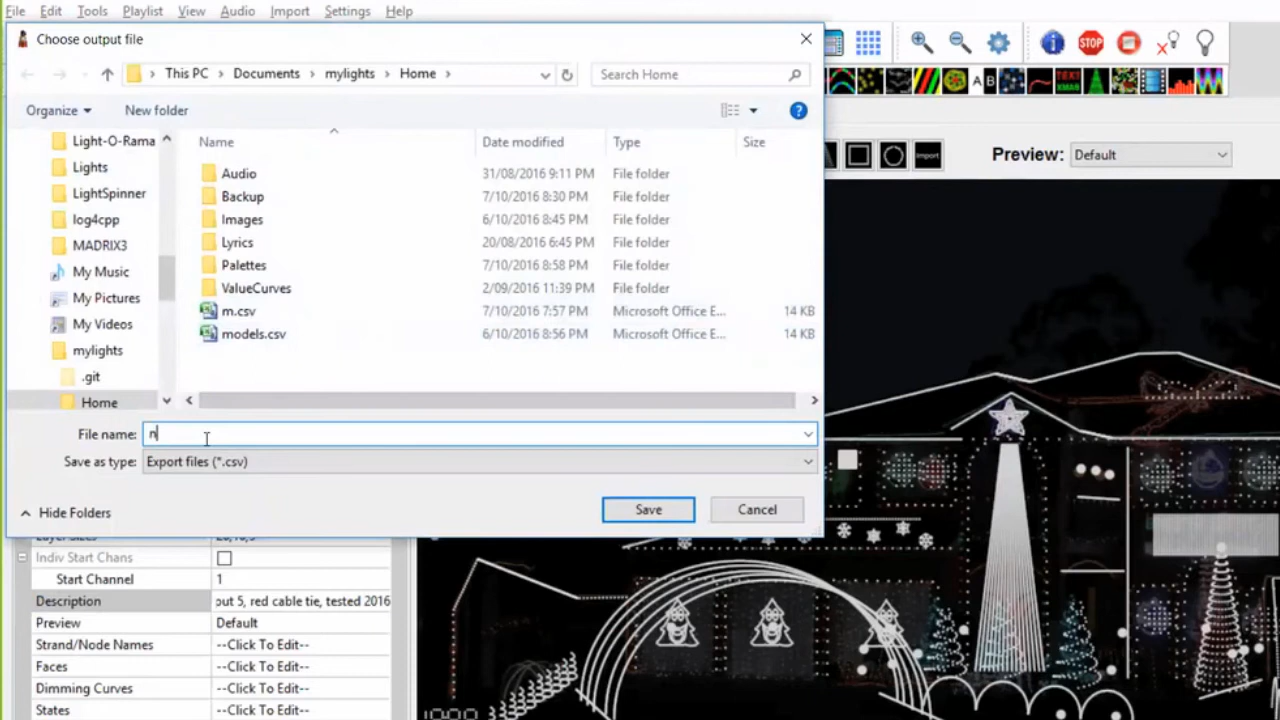 File Edit Tools Playlist View Audio Import Settings Help
Choose output file
This PC Documents mylights Home Search Home
Organize New folder
A B
TEXT
XMAS
STOP
Import
Preview: Default
Name Date modified Type Size
Light-O-Rama
Lights
LightSpinner
log4cpp
MADRIX3
My Music
My Pictures
My Videos
mylights
.git
Home
Audio 31/08/2016 9:11 PM File folder
Backup 7/10/2016 8:30 PM File folder
Images 6/10/2016 8:45 PM File folder
Lyrics 20/08/2016 6:45 PM File folder
Palettes 7/10/2016 8:58 PM File folder
ValueCurves 2/09/2016 11:39 PM File folder
m.csv 7/10/2016 7:57 PM Microsoft Office E... 14 KB
models.csv 6/10/2016 8:56 PM Microsoft Office E... 14 KB
File name: n
Save as type: Export files (*.csv)
Hide Folders Save Cancel
Indiv Start Chans
Start Channel 1
Description put 5, red cable tie, tested 2016
Preview Default
Strand/Node Names --Click To Edit--
Faces --Click To Edit--
Dimming Curves --Click To Edit--
States --Click To Edit--